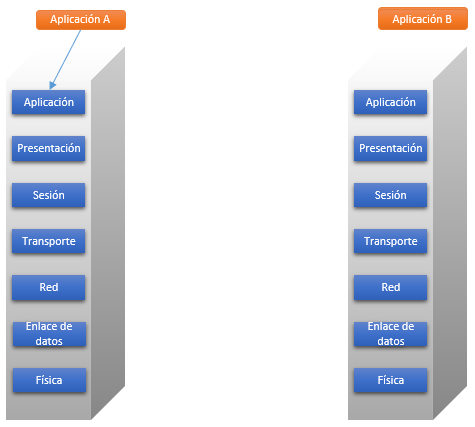 Aplicación A
Aplicación
Presentación
Sesión
Transporte
Red
Enlace de
datos
Física
Aplicación B
Aplicación
Presentación
Sesión
Transporte
Red
Enlace de
datos
Física